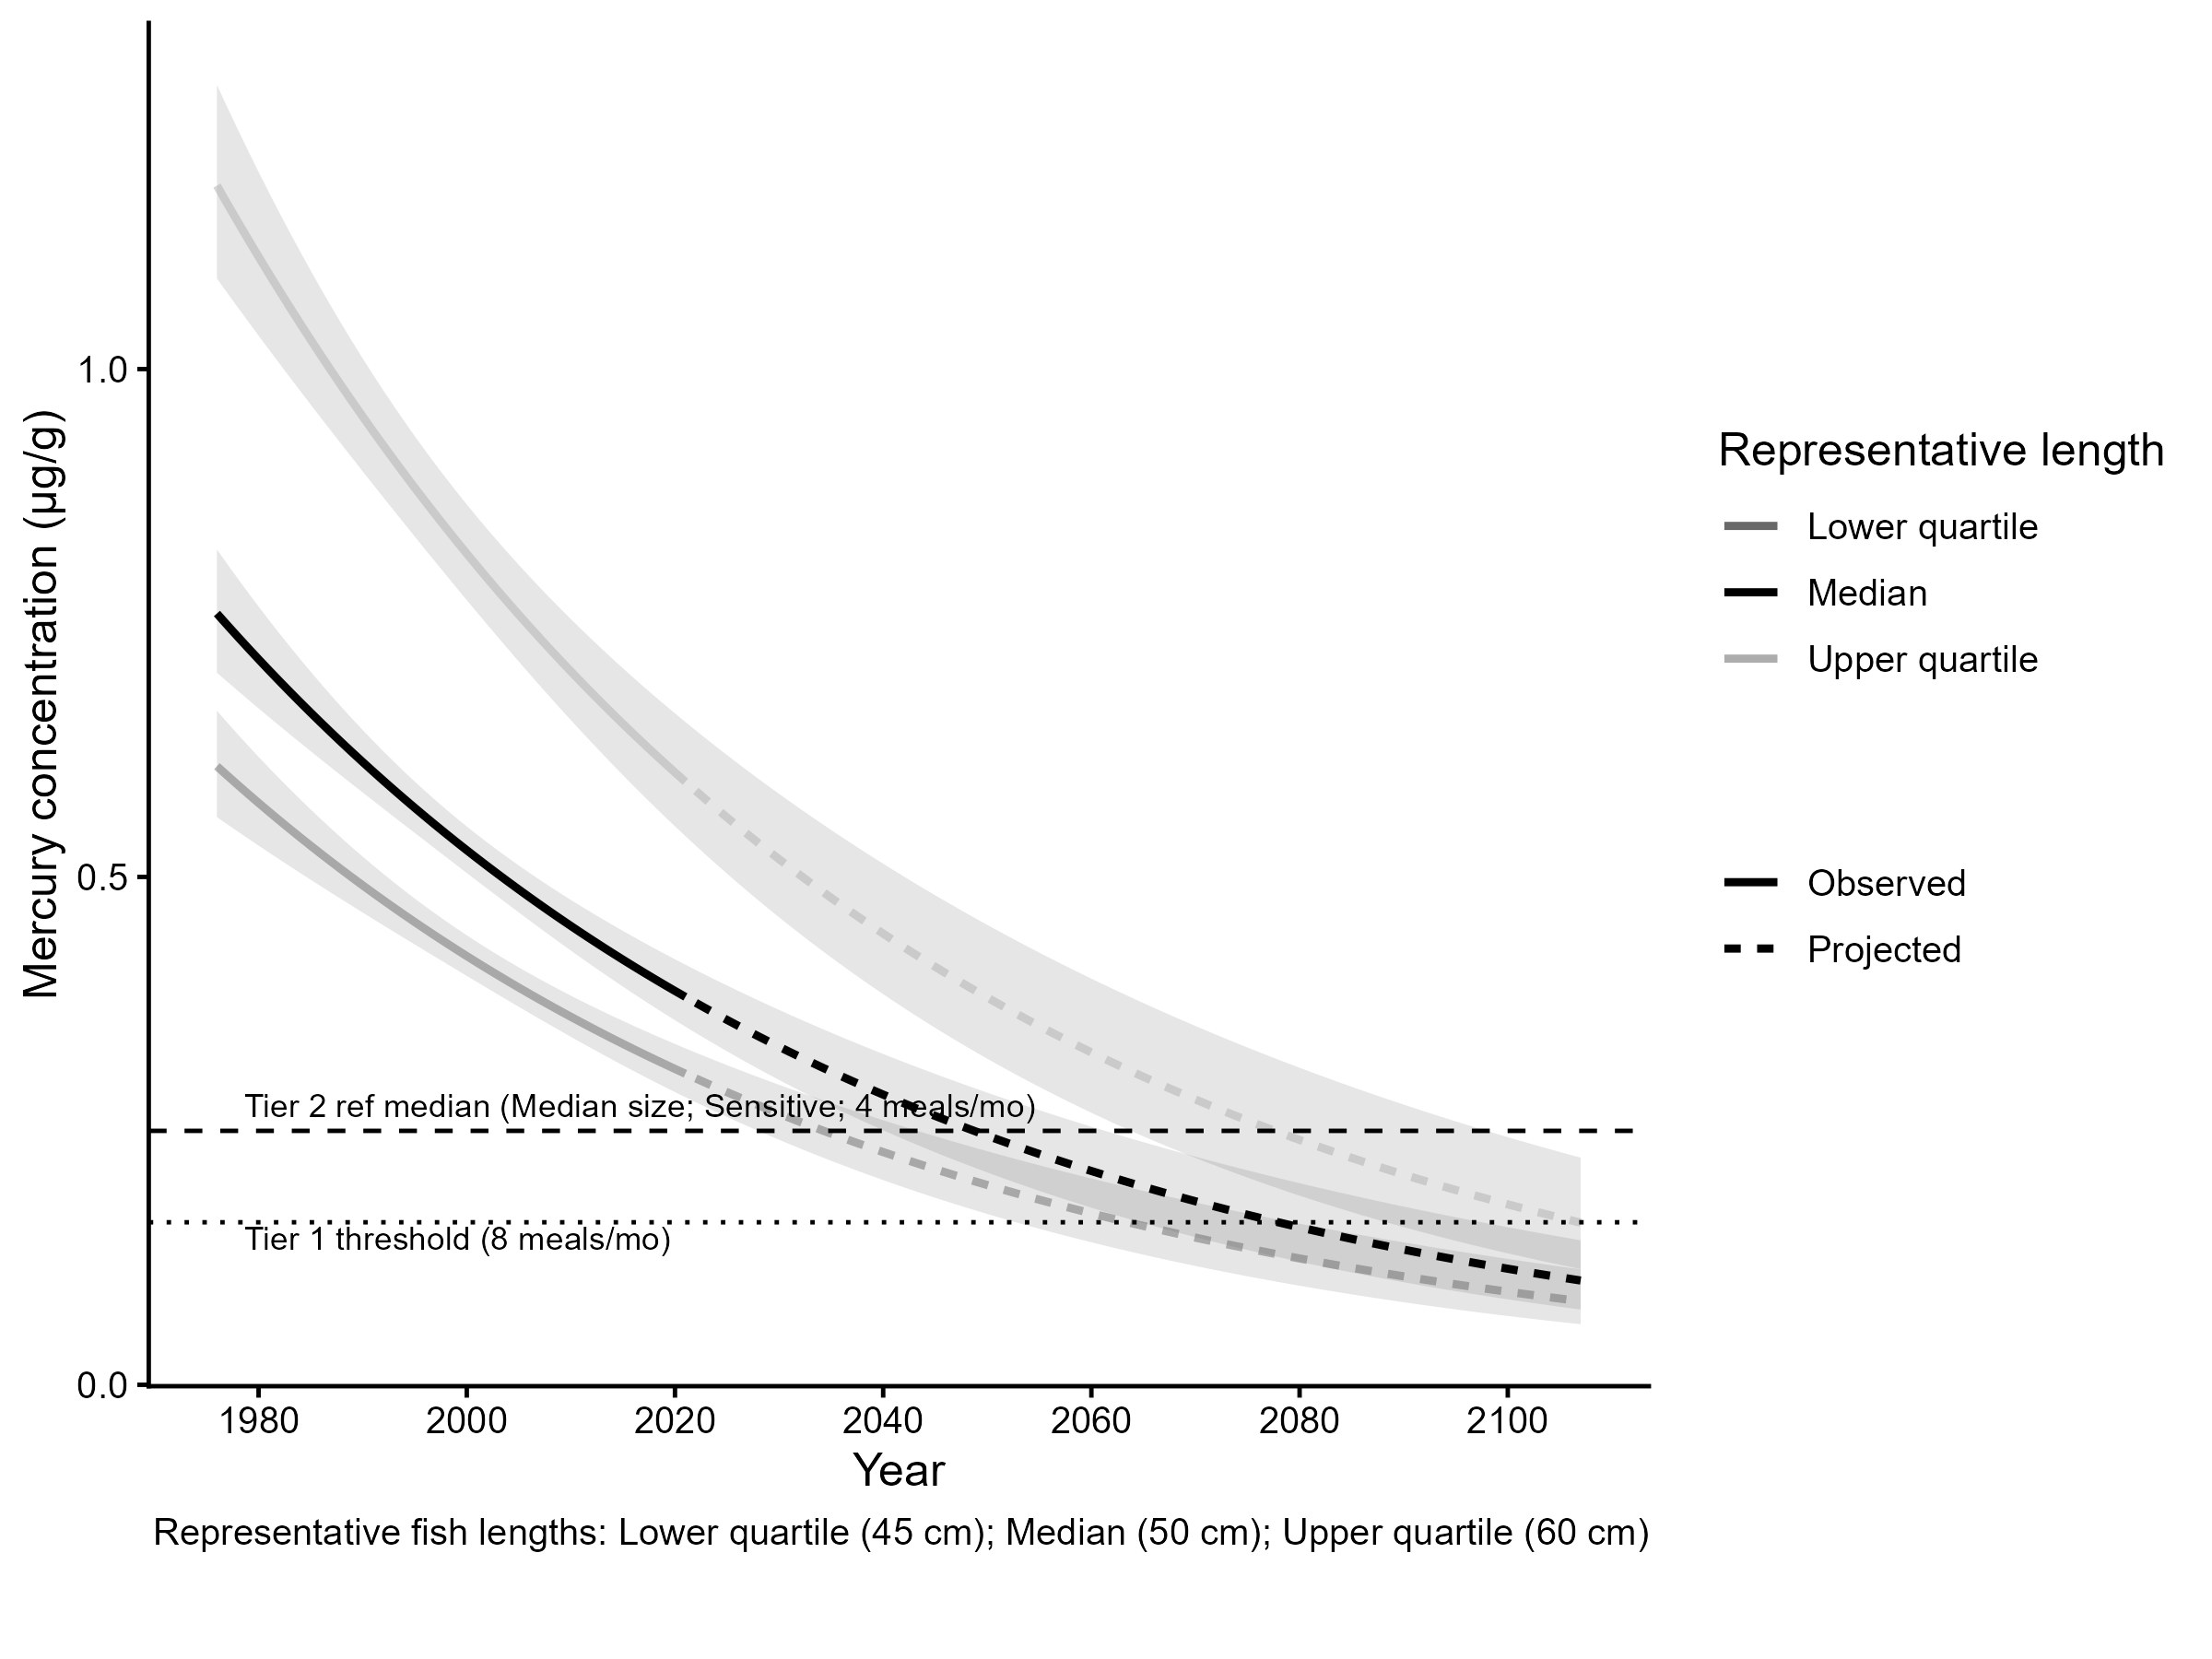 Mercury concentration (µg/g)
1.0
0.5
0.0
Tier 2 ref median (Median size; Sensitive; 4 meals/mo)
Tier 1 threshold (8 meals/mo)
1980 2000 2020 2040 2060 2080 2100
Year
Representative fish lengths: Lower quartile (45 cm); Median (50 cm); Upper quartile (60 cm)
Representative length
Lower quartile
Median
Upper quartile
Observed
Projected